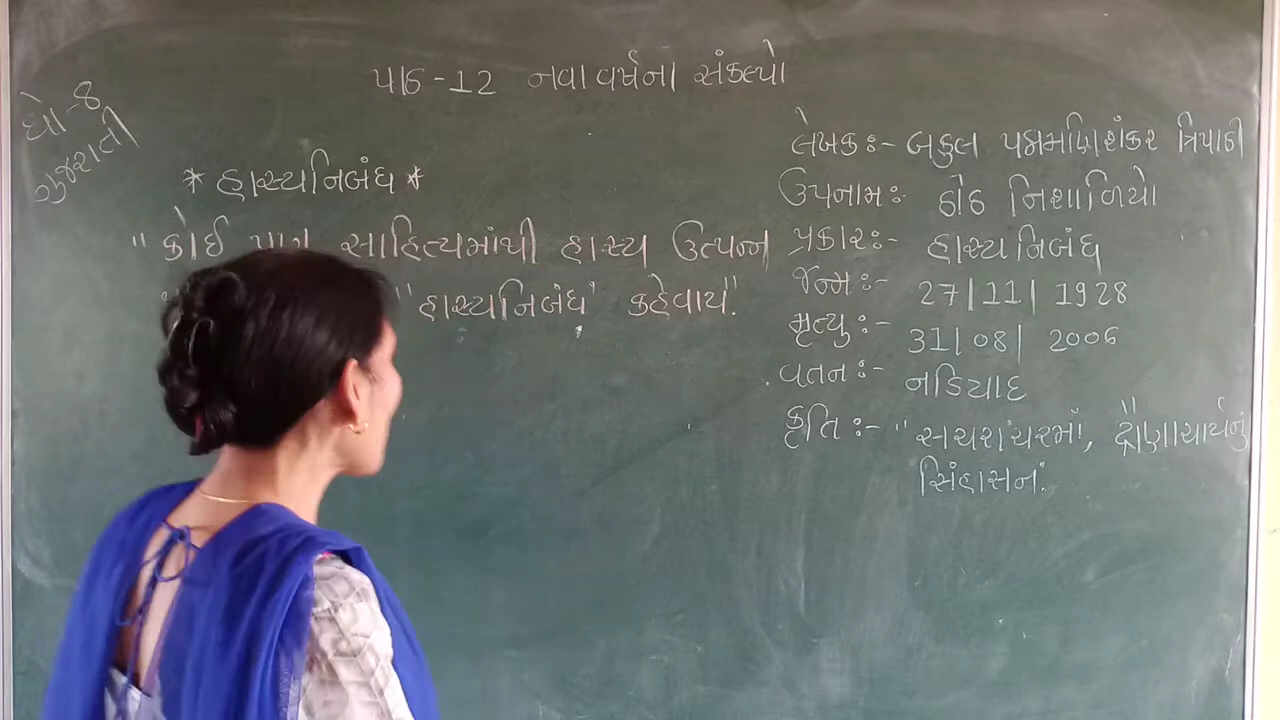 ધો-8
ગુજરાતી
પાઠ-12 નવા વર્ષના સંકલ્પો
* હાસ્યનિબંધ *
" કોઈ પણ સાહિત્યમાંથી હાસ્ય ઉત્પન્ન
"હાસ્યનિબંધ" કહેવાય".
લેખક:- બકુલ પદ્મમણિશંકર ત્રિપાઠી
ઉપનામ: ઠોઠ નિશાળિયો
પ્રકાર:- હાસ્યનિબંધ
જન્મ:- 27/11/1928
મૃત્યુ:- 31/08/2006
વતન:- નડિયાદ
કૃતિ:- "સચરાચરમાં, દ્રોણાચાર્યનું
સિંહાસન.